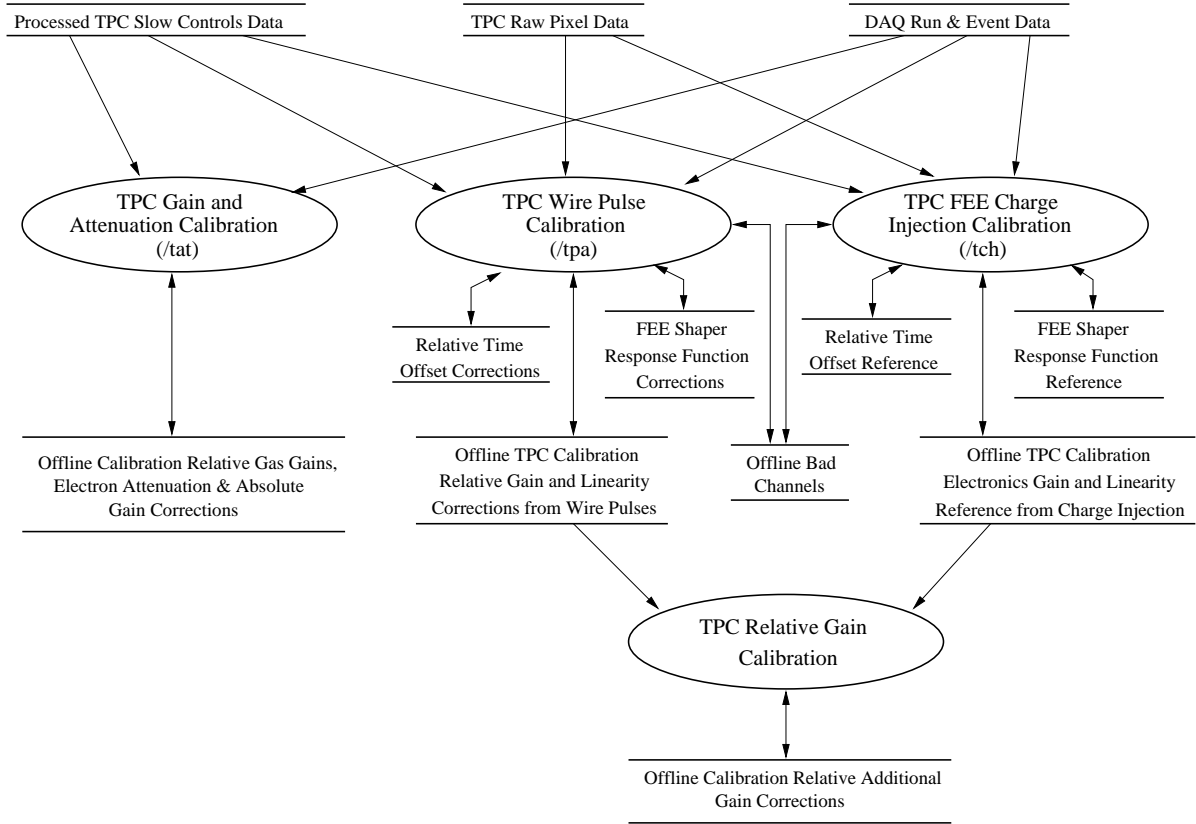 Processed TPC Slow Controls Data
TPC Raw Pixel Data
DAQ Run & Event Data
TPC Gain and
Attenuation Calibration
(/tat)
TPC Wire Pulse
Calibration
(/tpa)
TPC FEE Charge
Injection Calibration
(/tch)
Relative Time
Offset Corrections
FEE Shaper
Response Function
Corrections
Relative Time
Offset Reference
FEE Shaper
Response Function
Reference
Offline Calibration Relative Gas Gains,
Electron Attenuation & Absolute
Gain Corrections
Offline TPC Calibration
Relative Gain and Linearity
Corrections from Wire Pulses
Offline Bad
Channels
Offline TPC Calibration
Electronics Gain and Linearity
Reference from Charge Injection
TPC Relative Gain
Calibration
Offline Calibration Relative Additional
Gain Corrections